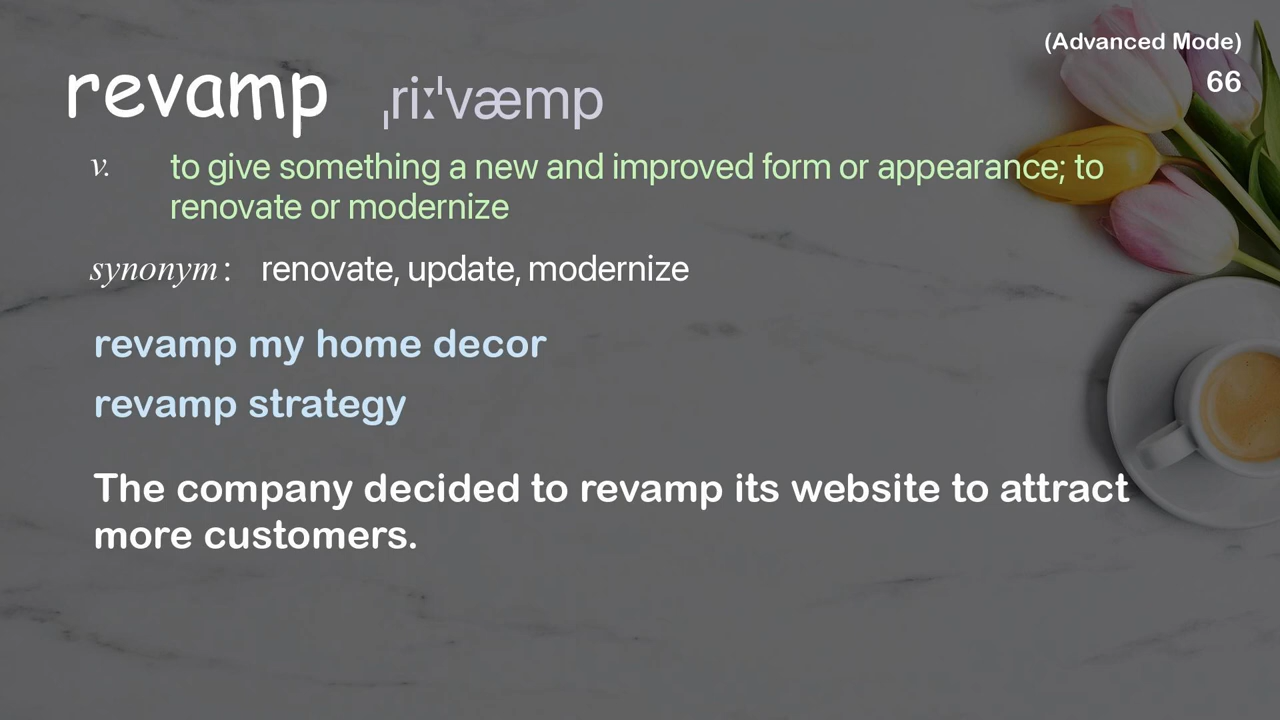 (Advanced Mode)
66
revamp ˌriːˈvæmp
v. to give something a new and improved form or appearance; to
renovate or modernize
synonym: renovate, update, modernize
revamp my home decor
revamp strategy
The company decided to revamp its website to attract
more customers.